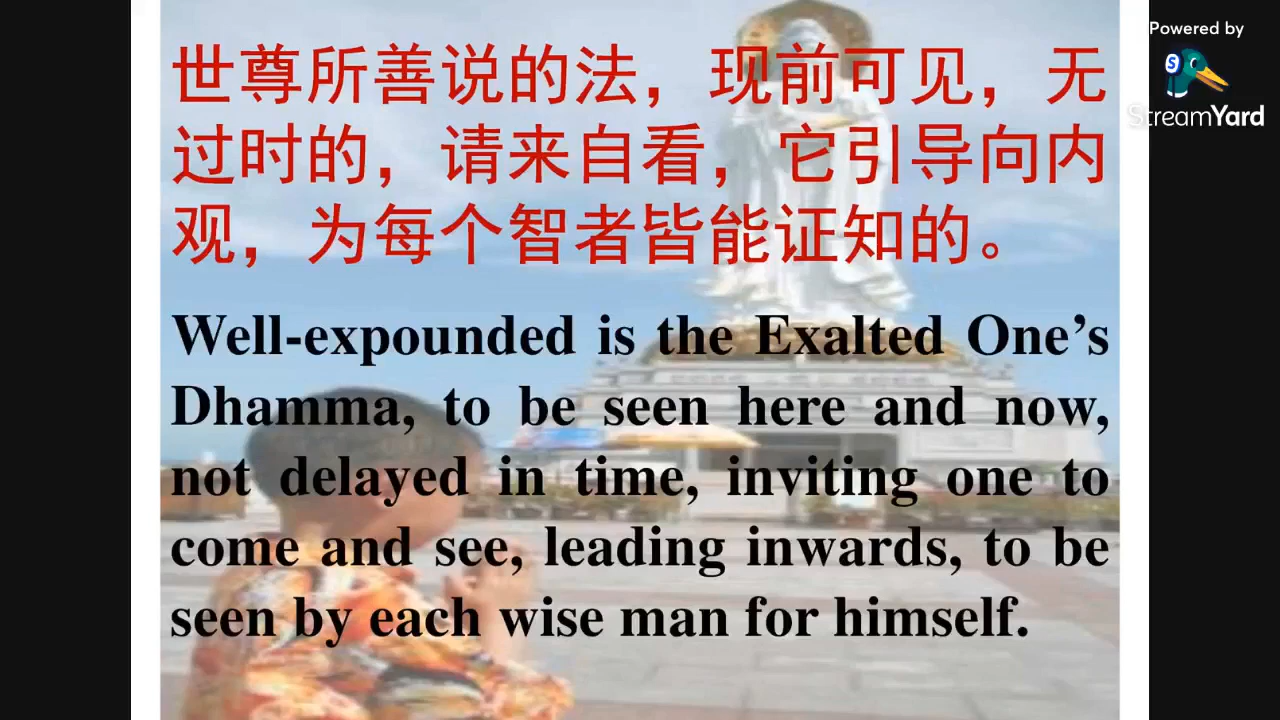 世尊所善说的法，现前可见，无
过时的，请来自看，它引导向内
观，为每个智者皆能证知的。
Well-expounded is the Exalted One’s
Dhamma, to be seen here and now,
not delayed in time, inviting one to
come and see, leading inwards, to be
seen by each wise man for himself.
Powered by
S
StreamYard